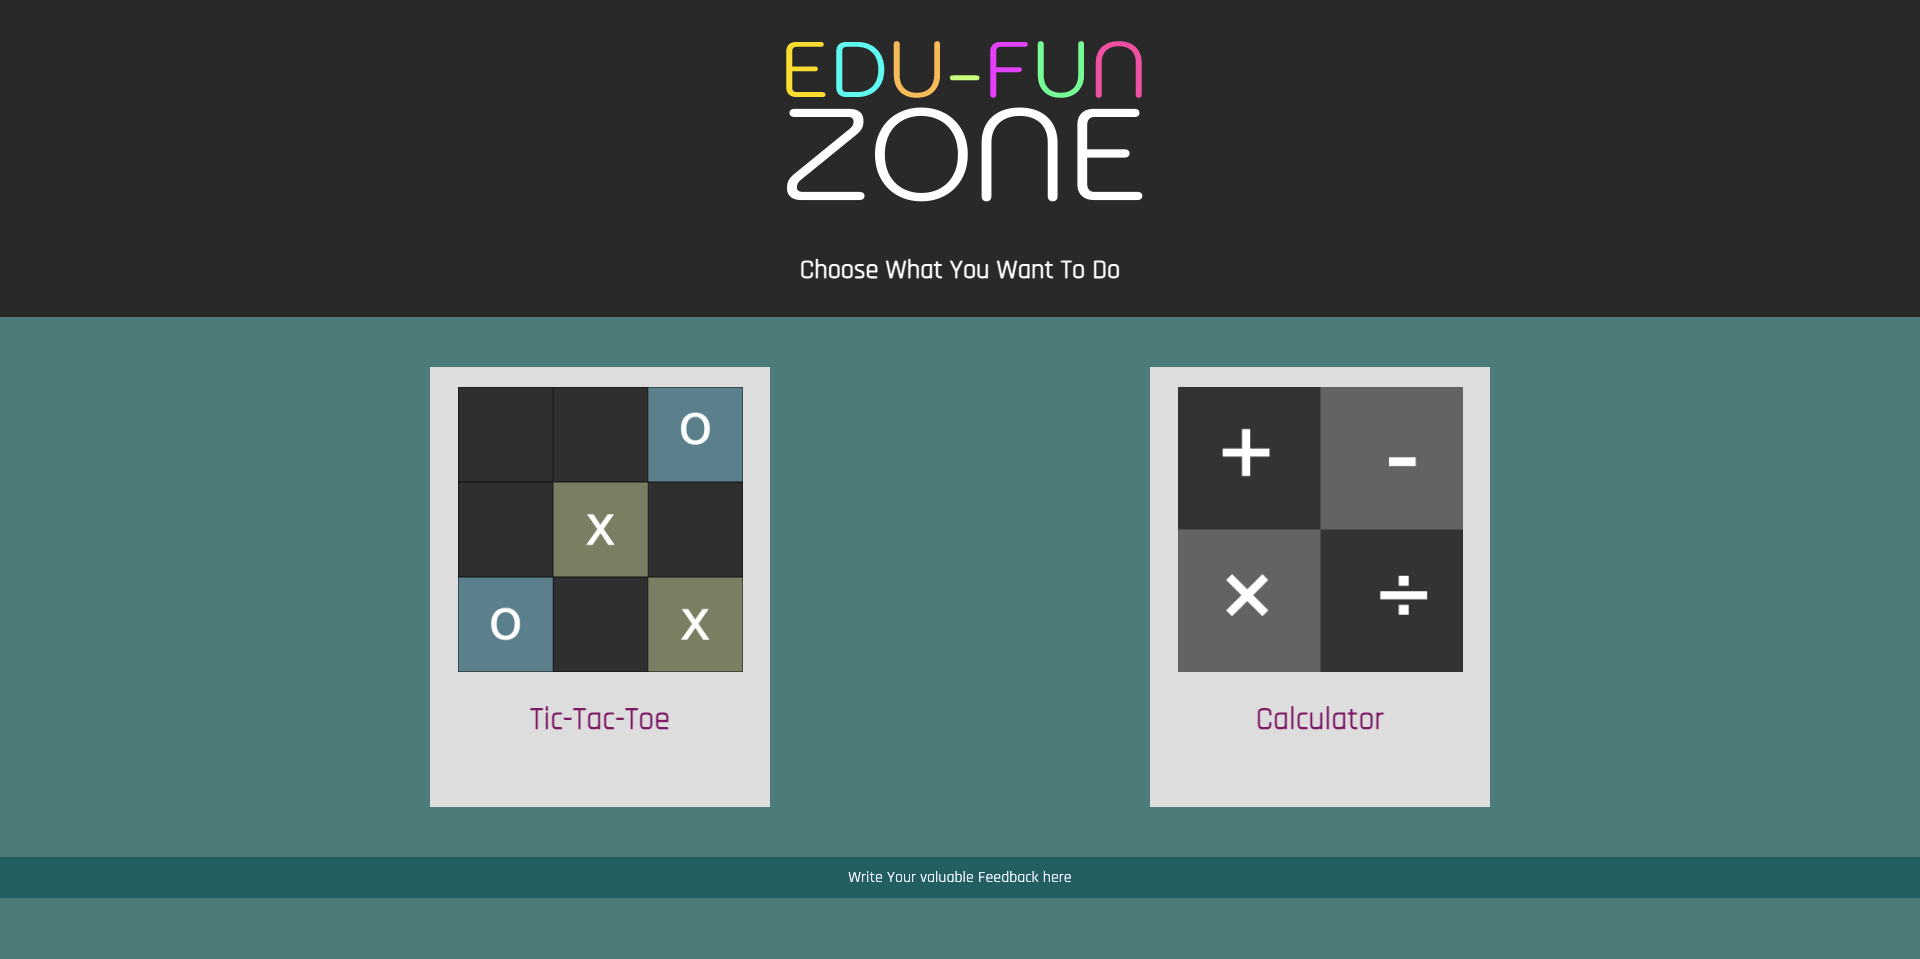 EDU-FUN
ZONE
Choose What You Want To Do
O
X
O X
+ -
× ÷
Tic-Tac-Toe
Calculator
Write Your valuable Feedback here